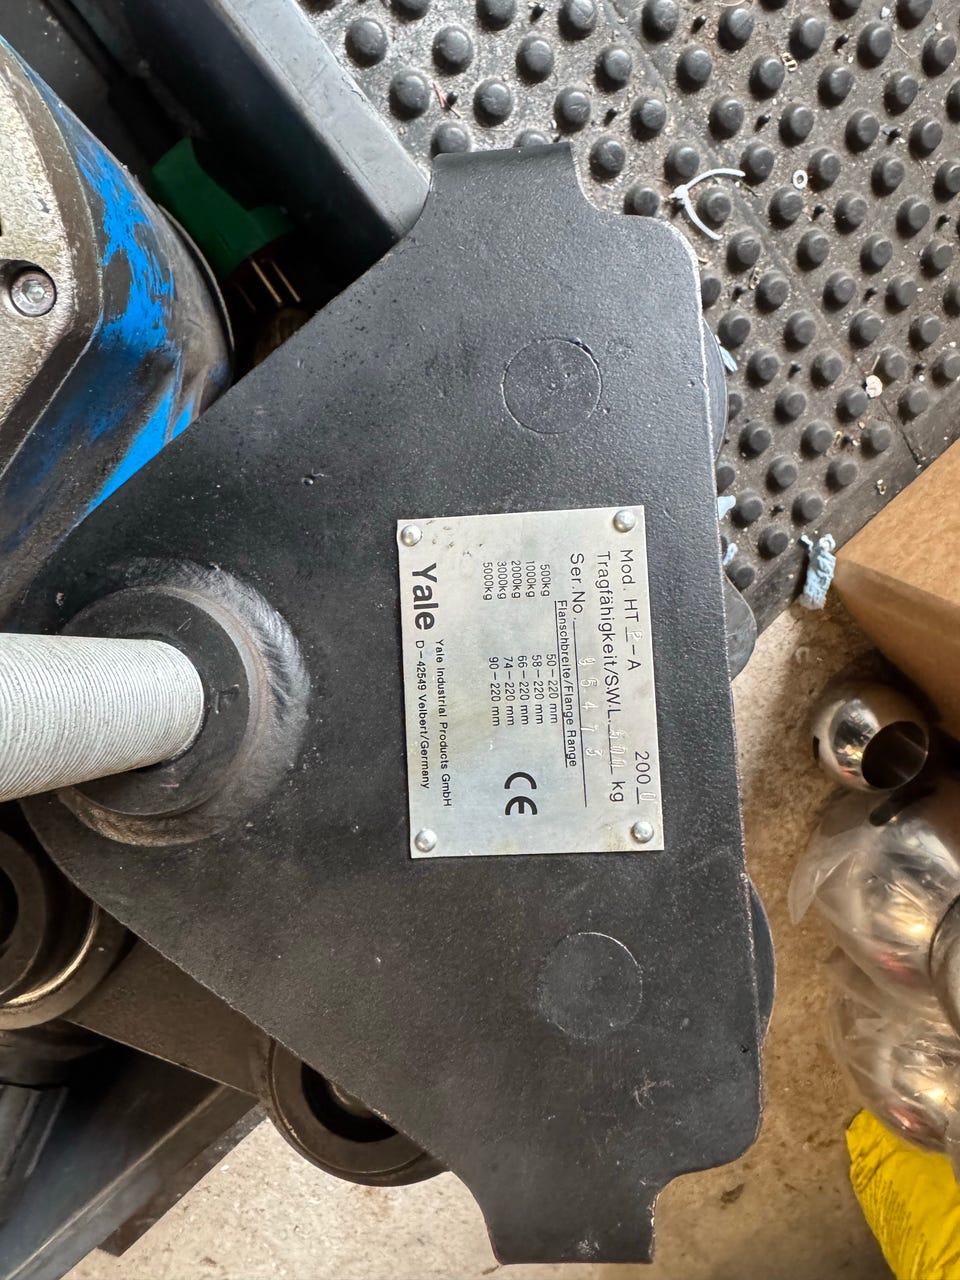 Mod. HT P-A 2000
Tragfähigkeit/S.W.L. kg
Ser. No.
Flanschbreite/Flange Range
500kg 50-220 mm
1000kg 58-220 mm
2000kg 66-220 mm
3000kg 74-220 mm
5000kg 90-220 mm
CE
Yale Yale Industrial Products GmbH
D-42549 Velbert/Germany